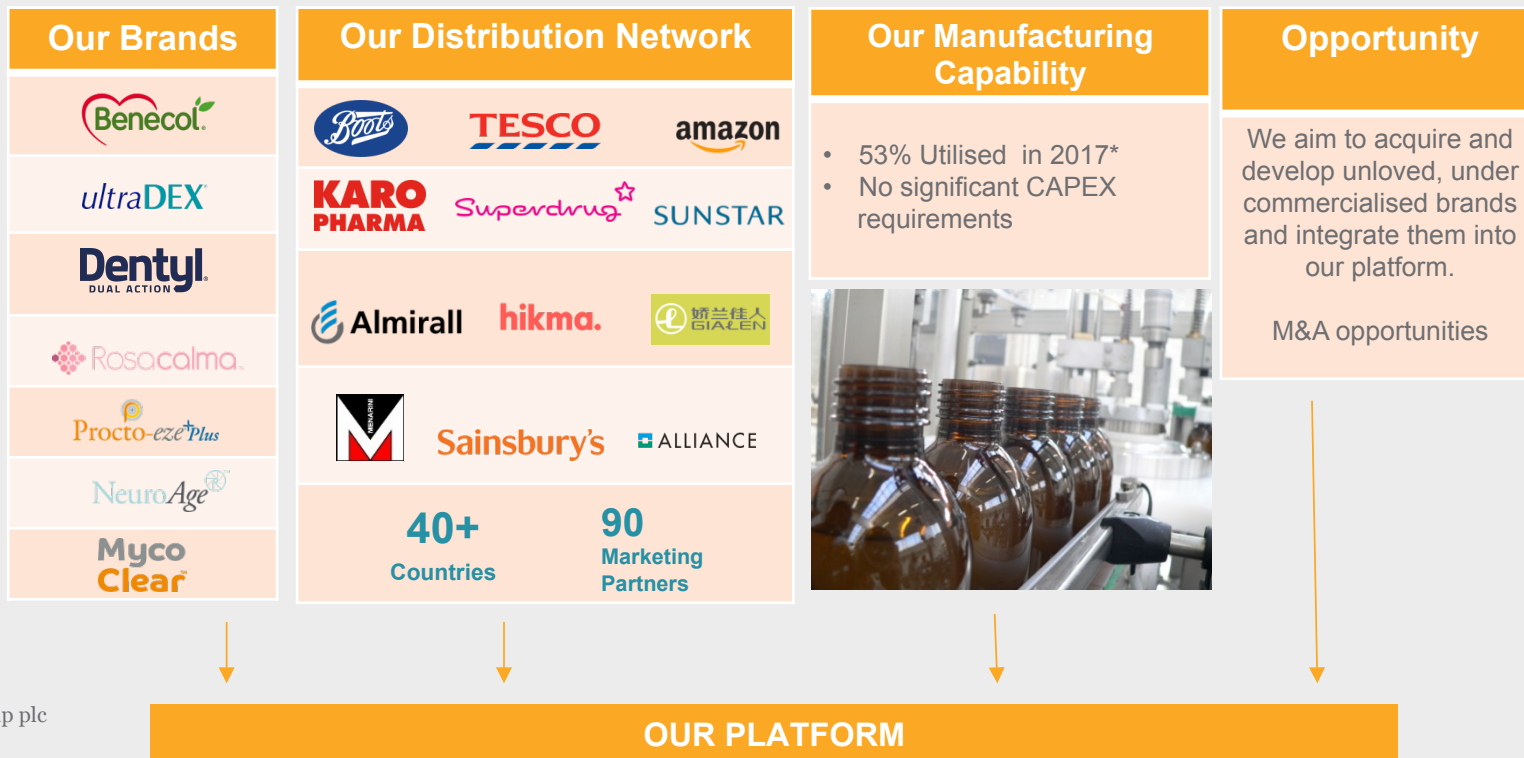 Our Brands
Benecol.
ultraDEX
Dentyl.
DUAL ACTION
Rosacalma.
Procto-eze+Plus
NeuroAge
Myco
Clear™
Our Distribution Network
Boots
TESCO
amazon
KARO
PHARMA
Superdrug
SUNSTAR
Almirall
hikma.
娇兰佳人
GIALEN
MENARINI
Sainsbury's
ALLIANCE
40+
Countries
90
Marketing
Partners
Our Manufacturing
Capability
• 53% Utilised in 2017*
• No significant CAPEX
requirements
Opportunity
We aim to acquire and
develop unloved, under
commercialised brands
and integrate them into
our platform.
M&A opportunities
p plc
OUR PLATFORM